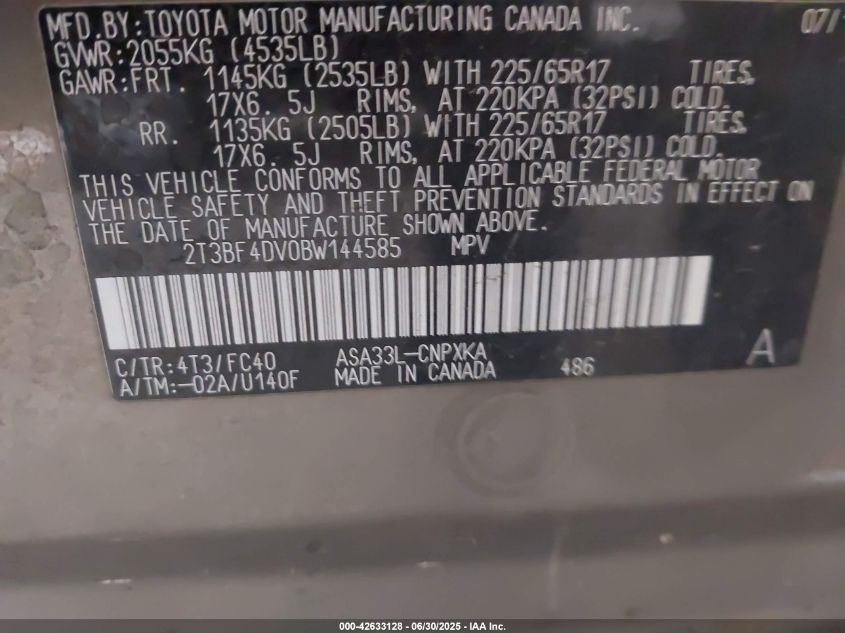 MFD.BY:TOYOTA MOTOR MANUFACTURING CANADA INC. 07/
GVWR:2055KG (4535LB)
GAWR:FRT. 1145KG (2535LB) WITH 225/65R17 TIRES,
17X6.5J RIMS, AT 220KPA (32PSI) COLD.
RR. 1135KG (2505LB) WITH 225/65R17 TIRES,
17X6.5J RIMS, AT 220KPA (32PSI) COLD.
THIS VEHICLE CONFORMS TO ALL APPLICABLE FEDERAL MOTOR
VEHICLE SAFETY AND THEFT PREVENTION STANDARDS IN EFFECT ON
THE DATE OF MANUFACTURE SHOWN ABOVE.
2T3BF4DV0BW144585 MPV
C/TR:4T3/FC40 ASA33L-CNPXKA A
A/TM:-02A/U140F MADE IN CANADA 486
000-42633128 - 06/30/2025 - IAA Inc.